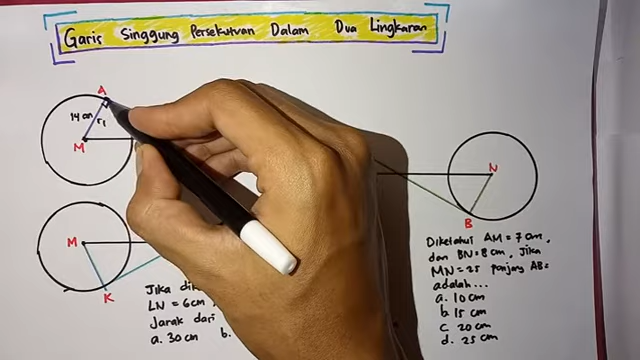 Garis Singgung Persekutuan Dalam Dua Lingkaran
A
14 cm r₁
M
N
B
Diketahui AM = 7 cm,
dan BN = 8 cm, Jika
MN = 25 panjang AB =
adalah...
a. 10 cm
b. 15 cm
c. 20 cm
d. 25 cm
M
K
Jika
LN = 6 cm
Jarak dari
a. 30 cm b.